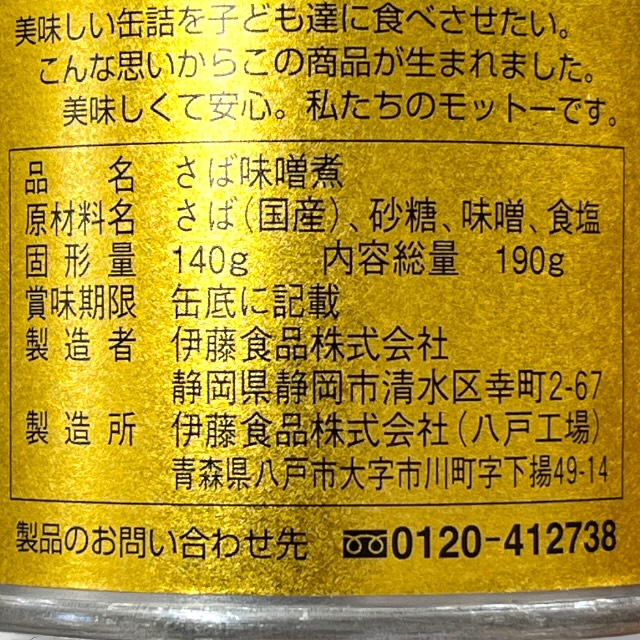 美味しい缶詰を子ども達に食べさせたい。
こんな思いからこの商品が生まれました。
美味しくて安心。私たちのモットーです。
品名 さば味噌煮
原材料名 さば(国産)、砂糖、味噌、食塩
固形量 140g 内容総量 190g
賞味期限 缶底に記載
製造者 伊藤食品株式会社
静岡県静岡市清水区幸町2-67
製造所 伊藤食品株式会社(八戸工場)
青森県八戸市大字市川町字下揚49-14
製品のお問い合わせ先 0120-412738